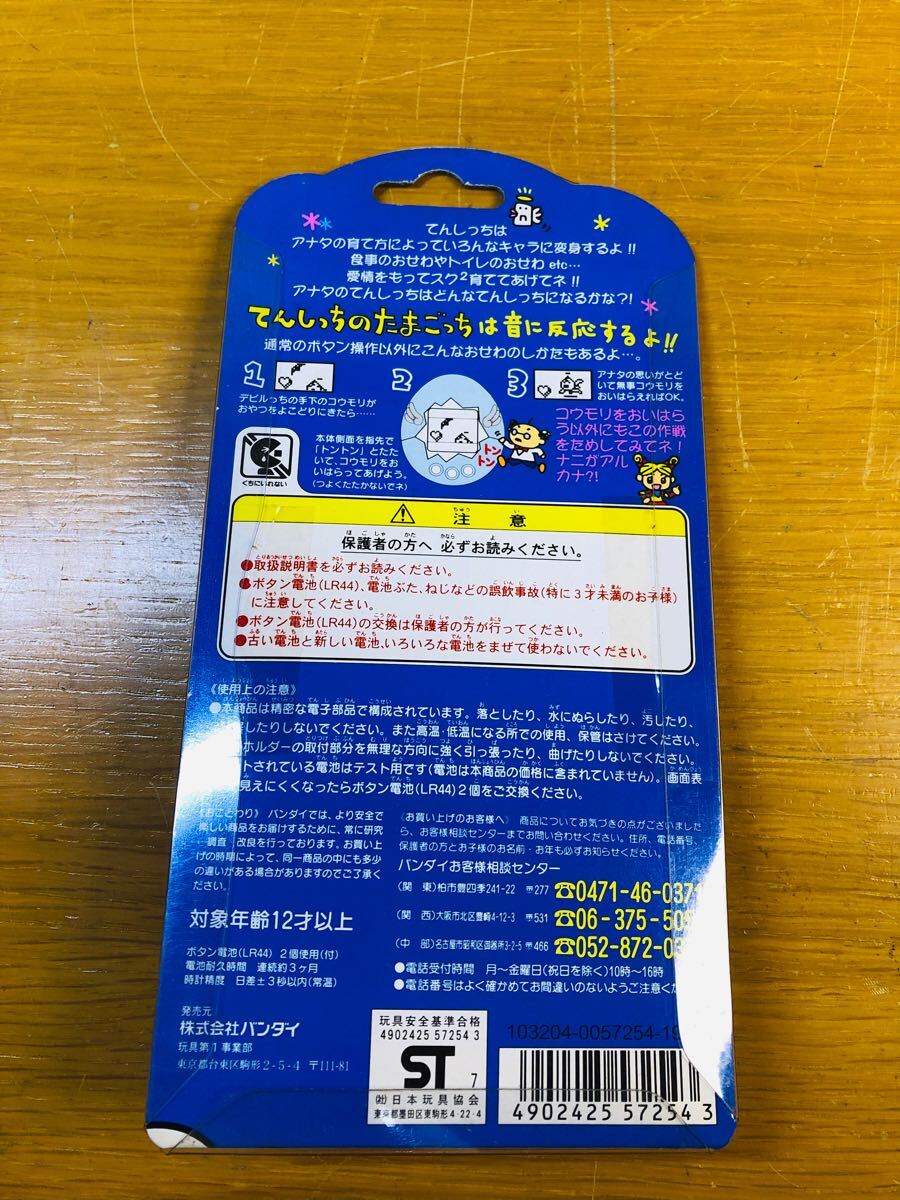 てんしっちは
アナタの育て方によっていろんなキャラに変身するよ!!
食事のおせわやトイレのおせわ etc…
愛情をもってスク²育ててあげてネ!!
アナタのてんしっちはどんなてんしっちになるかな?!
てんしっちのたまごっちは音に反応するよ!!
通常のボタン操作以外にこんなおせわのしかたもあるよ…。
1
デビルっちの手下のコウモリが
おやつをよこどりにきたら……
2
本体側面を指先で
「トントン」とたた
いて、コウモリをお
いはらってあげよう。
(つよくたたかないでネ)
トン
トン
3
アナタの思いがとど
いて無事コウモリを
おいはらえればOK。
コウモリをおいはら
う以外にもこの作戦
をためしてみてネ!
ナニがアル
カナ?!
くちにいれない
注意
保護者の方へ 必ずお読みください。
●取扱説明書を必ずお読みください。
●ボタン電池(LR44)、電池ぶた、ねじなどの誤飲事故(特に3才未満のお子様)
に注意してください。
●ボタン電池(LR44)の交換は保護者の方が行ってください。
●古い電池と新しい電池、いろいろな電池をまぜて使わないでください。
《使用上の注意》
●本商品は精密な電子部品で構成されています。落としたり、水にぬらしたり、汚したり、
したりしないでください。また高温・低温になる所での使用、保管はさけてください。
ホルダーの取付部分を無理な方向に強く引っ張ったり、曲げたりしないでください。
トされている電池はテスト用です(電池は本商品の価格に含まれていません)。画面表
見えにくくなったらボタン電池(LR44)2個をご交換ください。
《おことわり》 バンダイでは、より安全で
楽しい商品をお届けするために、常に研究
・調査・改良を行っております。お買い上
げの時期によって、同一商品の中にも多少
の違いがある場合がありますのでご了承く
ださい。
《お買い上げのお客様へ》 商品についてお気づきの点がございました
ら、お客様相談センターまでお問い合わせください。住所、電話番号、
保護者の方とお子様のお名前・お年も必ずお知らせください。
バンダイお客様相談センター
(関 東)柏市豊四季241-22 〒277 ☎0471-46-0371
(関 西)大阪市北区豊崎4-12-3 〒531 ☎06-375-50
(中 部)名古屋市昭和区御器所3-2-5 〒466 ☎052-872-03
●電話受付時間 月～金曜日(祝日を除く)10時～16時
●電話番号はよく確かめてお間違いのないようご注意くだ
対象年齢12才以上
ボタン電池(LR44)2個使用(付)
電池耐久時間 連続約3ヶ月
時計精度 日差±3秒以内(常温)
発売元
株式会社バンダイ
玩具第1事業部
東京都台東区駒形2-5-4 〒111-81
玩具安全基準合格
4902425 57254 3
ST 7
(社)日本玩具協会
東京都墨田区東駒形4-22-4
103204-0057254-19
4902425 572543